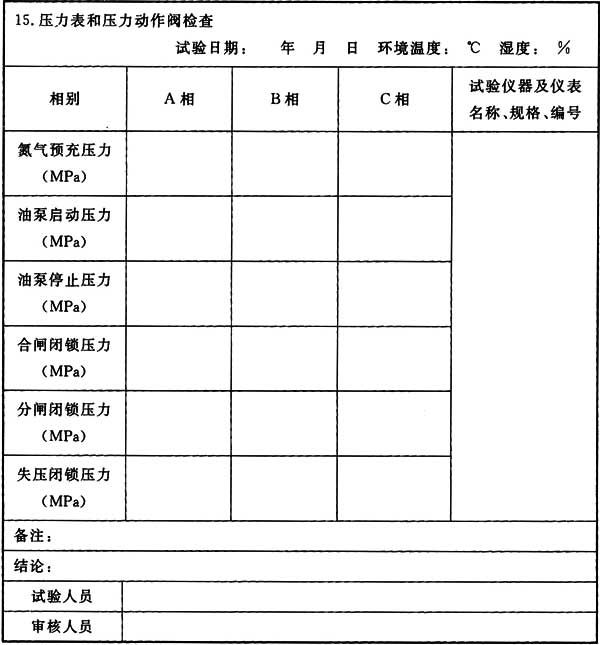 15. 压力表和压力动作阀检查
试验日期： 年 月 日 环境温度： ℃ 湿度： %
相别 A相 B相 C相 试验仪器及仪表
名称、规格、编号
氮气预充压力
（MPa）
油泵启动压力
（MPa）
油泵停止压力
（MPa）
合闸闭锁压力
（MPa）
分闸闭锁压力
（MPa）
失压闭锁压力
（MPa）
备注：
结论：
试验人员
审核人员